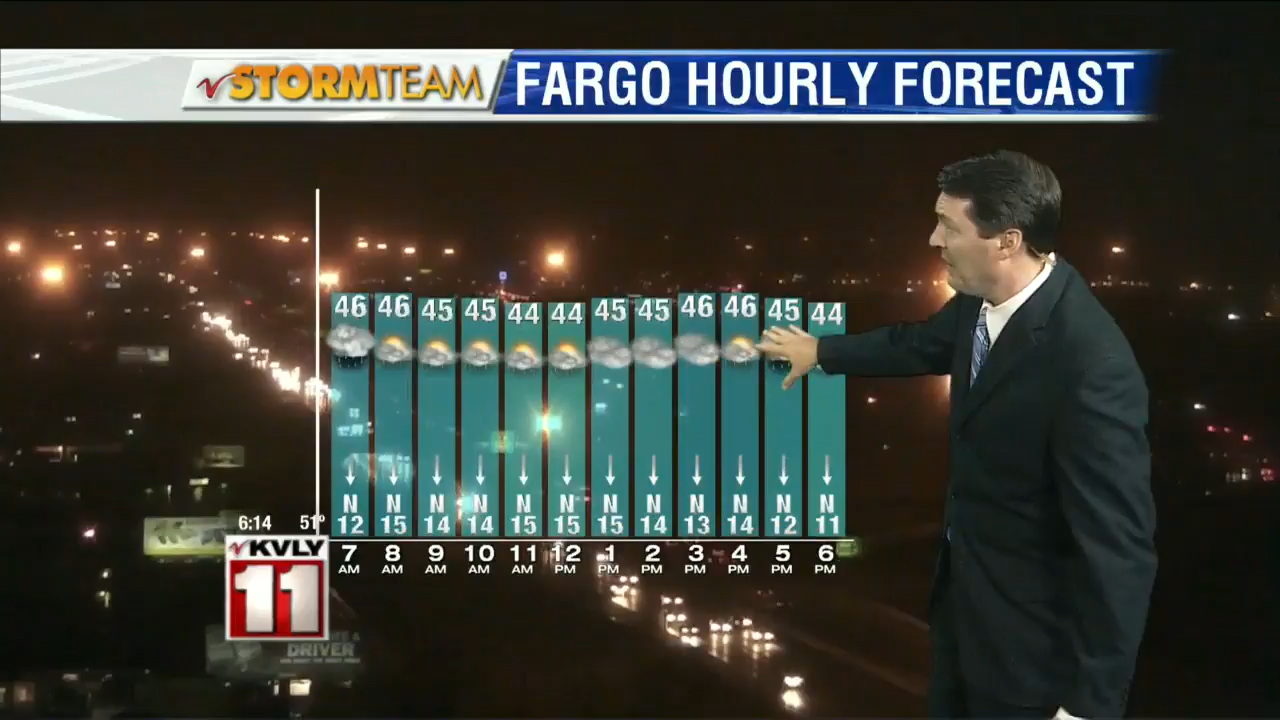 STORMTEAM FARGO HOURLY FORECAST
46 46 45 45 44 44 45 45 46 46 45 44
N N N N N N N N N N N N
12 15 14 14 15 15 15 14 13 14 12 11
6:14 51°
7 8 9 10 11 12 1 2 3 4 5 6
AM AM AM AM AM PM PM PM PM PM PM PM
KVLY
11
DRIVER